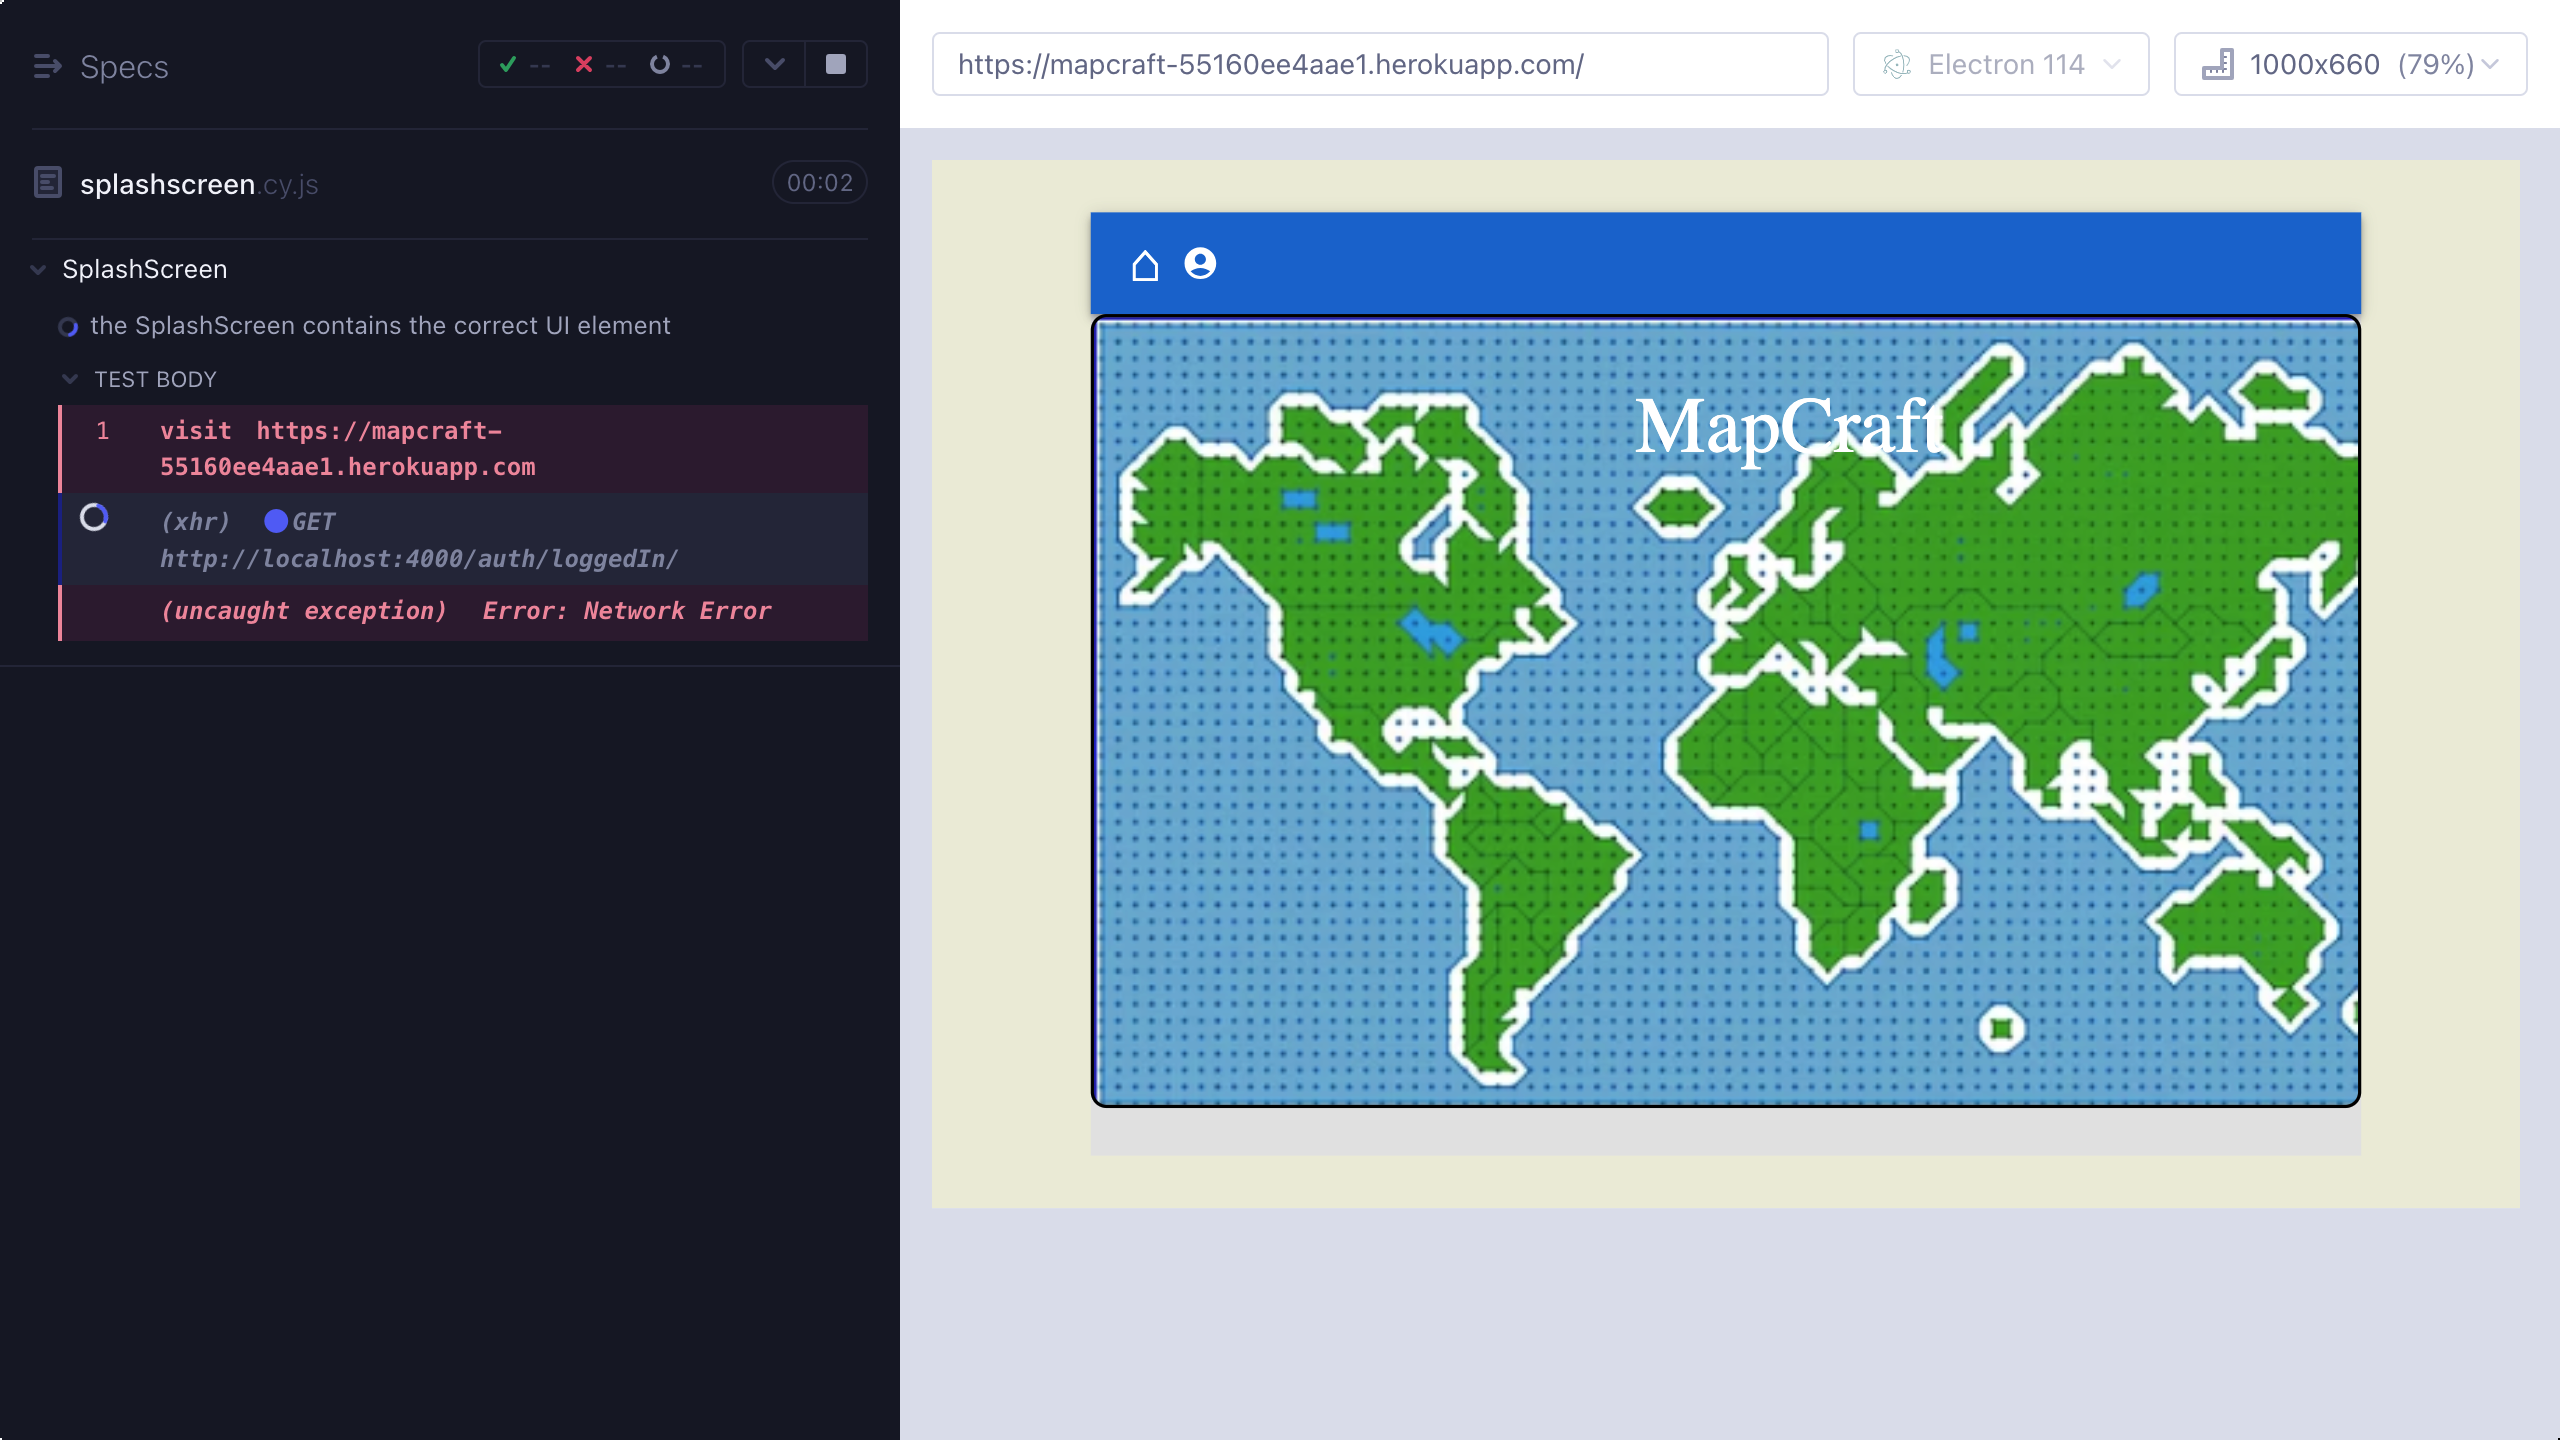 Specs
-- -- --
splashscreen.cy.js
00:02
SplashScreen
the SplashScreen contains the correct UI element
TEST BODY
1 visit https://mapcraft-
55160ee4aae1.herokuapp.com
(xhr) GET
http://localhost:4000/auth/loggedIn/
(uncaught exception) Error: Network Error
https://mapcraft-55160ee4aae1.herokuapp.com/
Electron 114
1000x660 (79%)
MapCraft